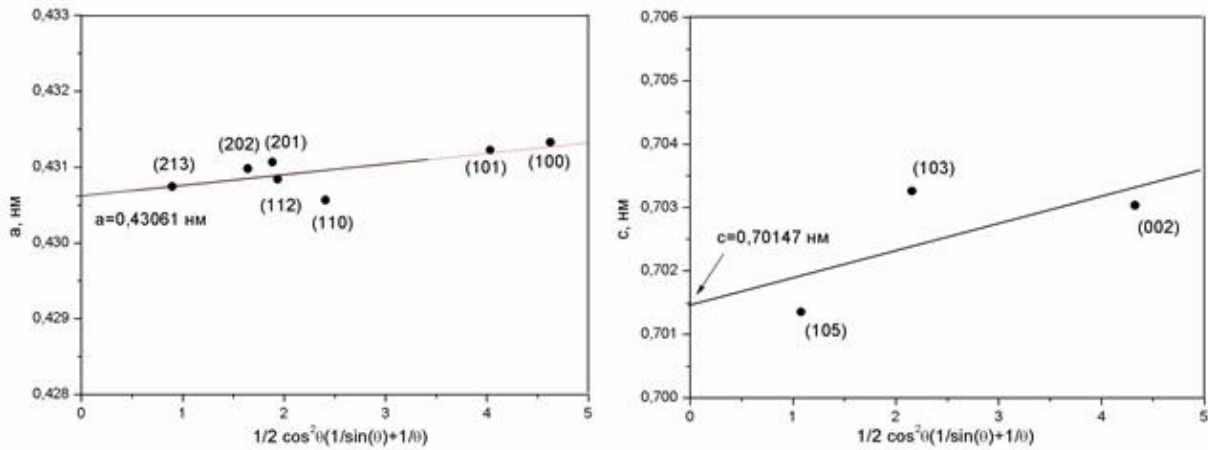 0,433
0,432
0,431
0,430
0,429
0,428
a, нм
(213)
(202)
(201)
(112)
(110)
(101)
(100)
a=0,43061 нм
0 1 2 3 4 5
1/2 cos²θ(1/sin(θ)+1/θ)
0,706
0,705
0,704
0,703
0,702
0,701
0,700
c, нм
(103)
(002)
c=0,70147 нм
(105)
0 1 2 3 4 5
1/2 cos²θ(1/sin(θ)+1/θ)